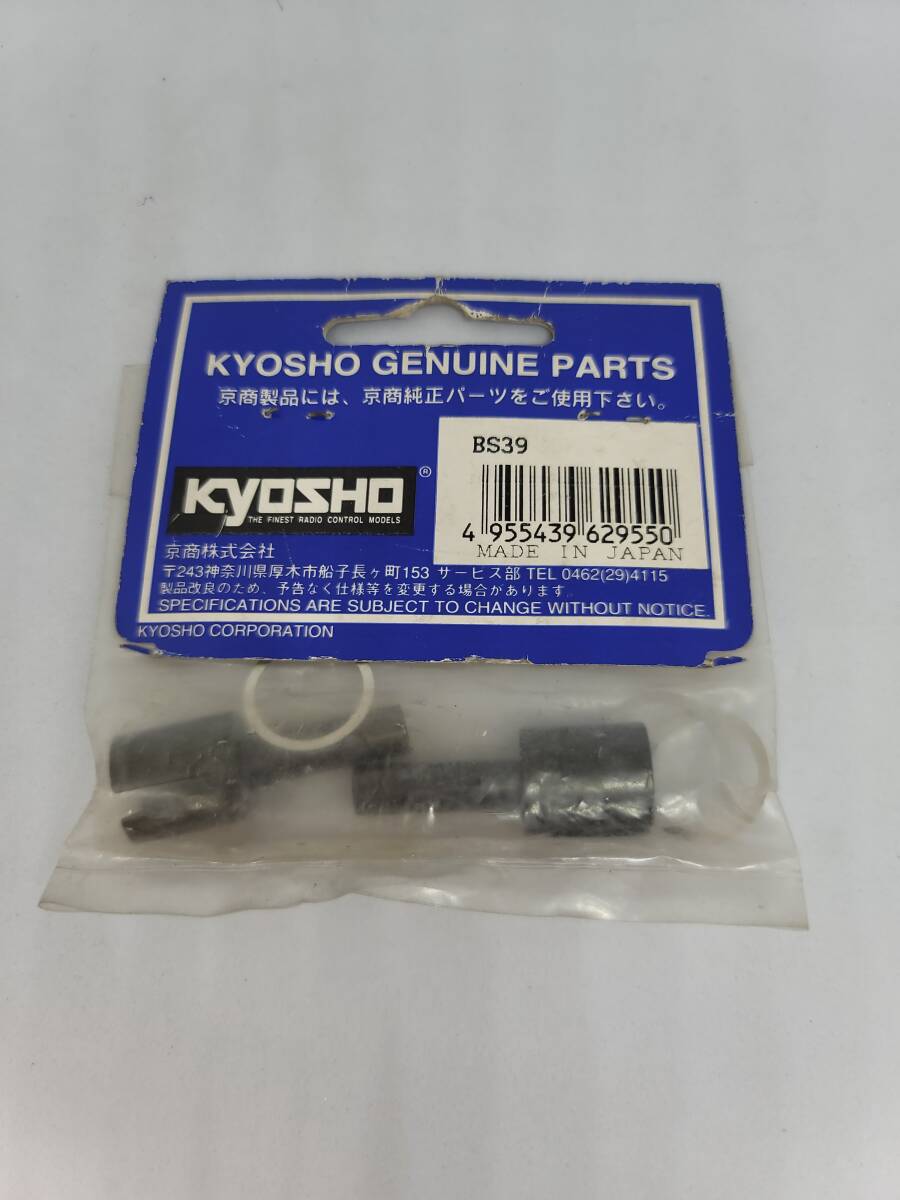 KYOSHO GENUINE PARTS
京商製品には、京商純正パーツをご使用下さい。
BS39
4 955439 629550
MADE IN JAPAN
KYOSHO ®
THE FINEST RADIO CONTROL MODELS
京商株式会社
〒243神奈川県厚木市船子長ヶ町153 サービス部 TEL 0462(29)4115
製品改良のため、予告なく仕様等を変更する場合があります。
SPECIFICATIONS ARE SUBJECT TO CHANGE WITHOUT NOTICE.
KYOSHO CORPORATION